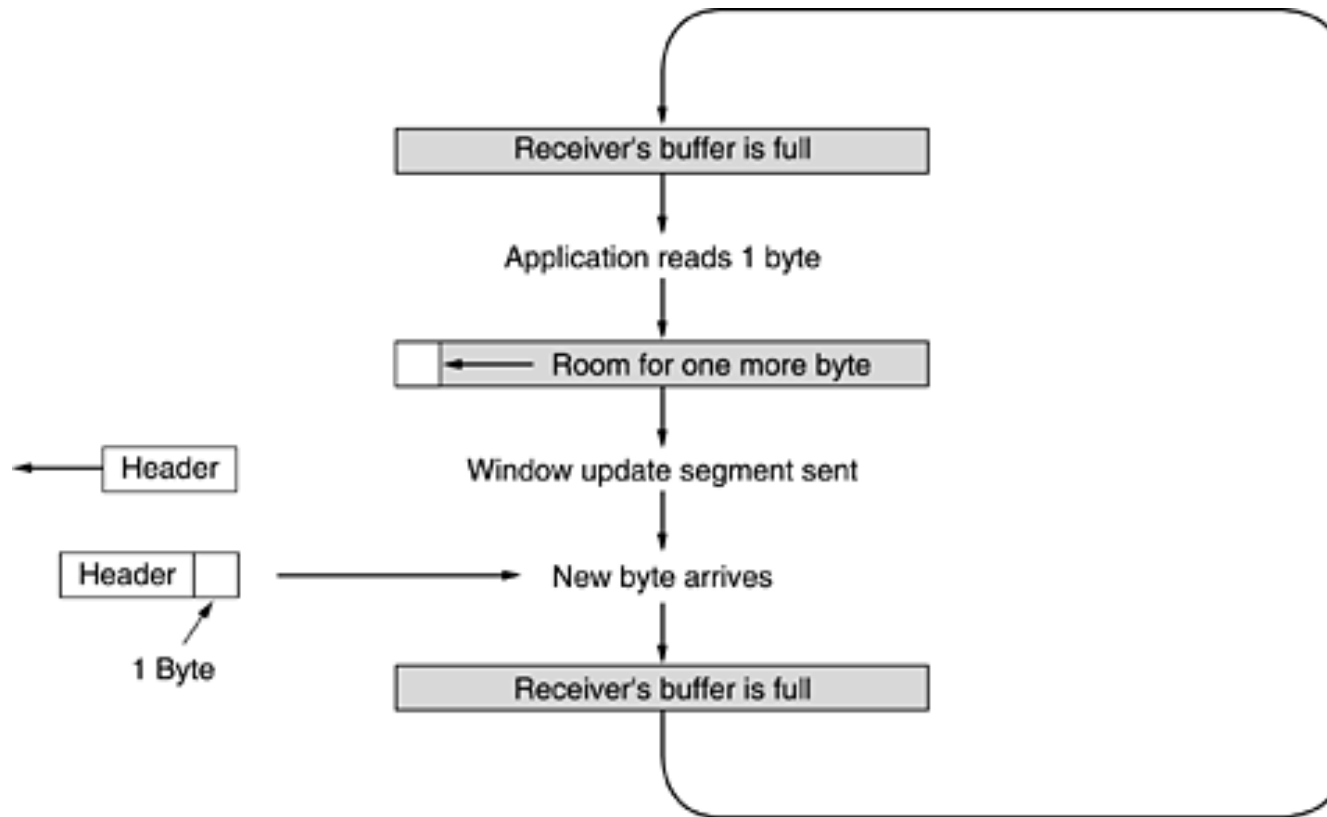 Receiver's buffer is full
Application reads 1 byte
Room for one more byte
Header
Window update segment sent
Header
New byte arrives
1 Byte
Receiver's buffer is full